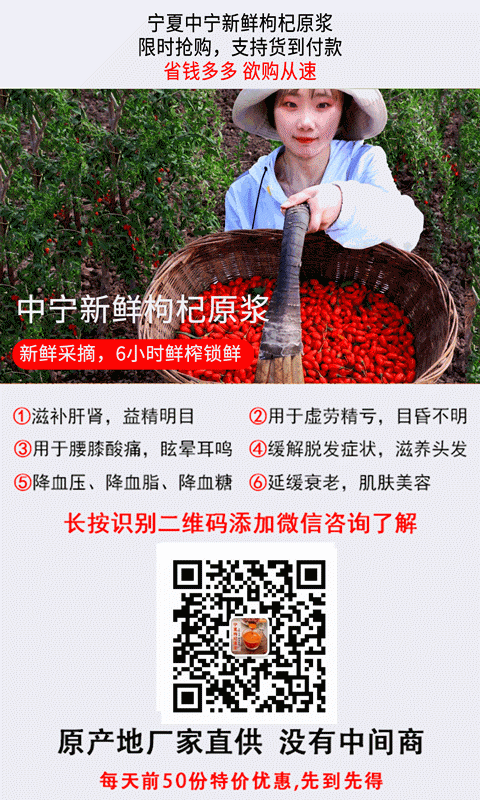 宁夏中宁新鲜枸杞原浆
限时抢购，支持货到付款
省钱多多 欲购从速
中宁新鲜枸杞原浆
新鲜采摘，6小时鲜榨锁鲜
①滋补肝肾，益精明目
②用于虚劳精亏，目昏不明
③用于腰膝酸痛，眩晕耳鸣
④缓解脱发症状，滋养头发
⑤降血压、降血脂、降血糖
⑥延缓衰老，肌肤美容
长按识别二维码添加微信咨询了解
原产地厂家直供 没有中间商
每天前50份特价优惠,先到先得